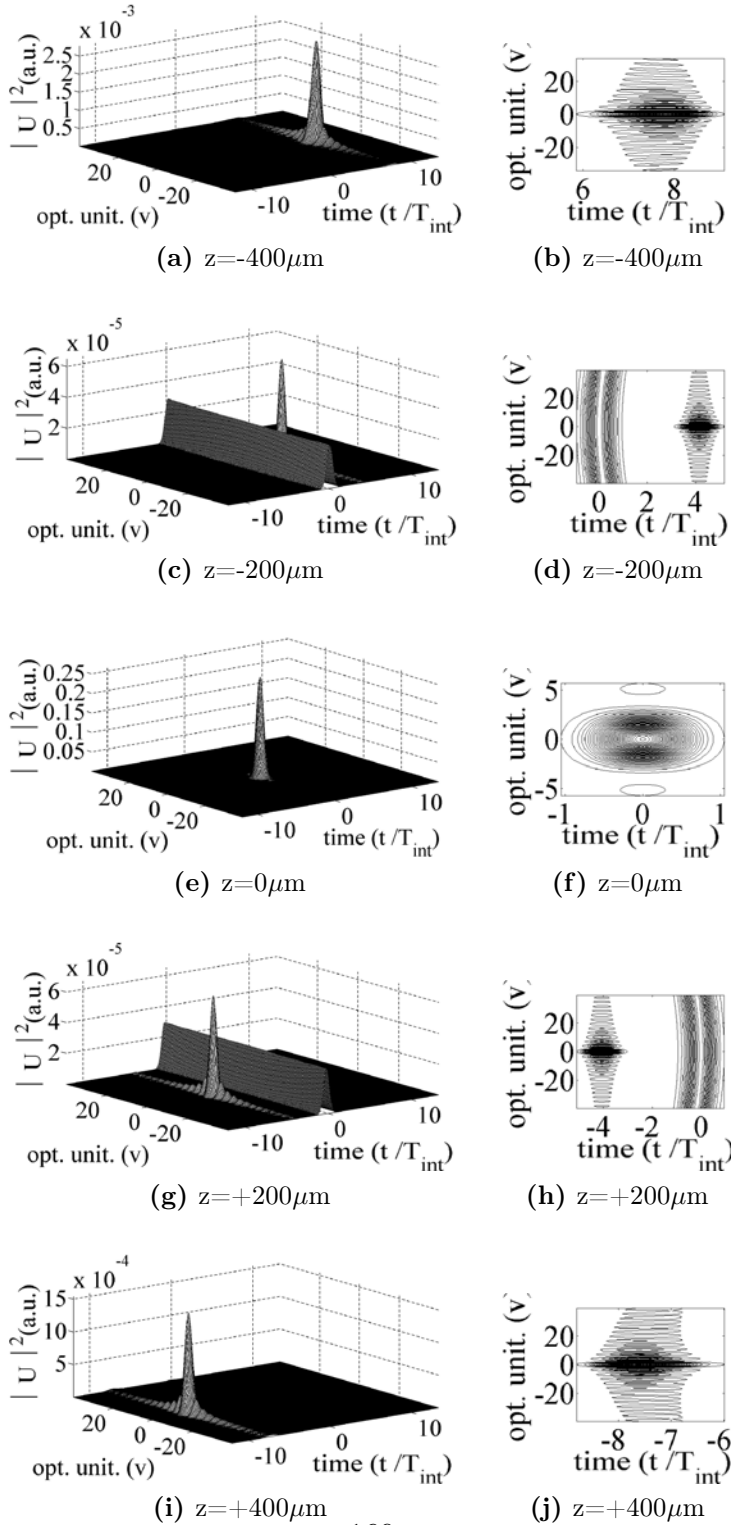 x 10^-3
| U |^2(a.u.)
2.5
2
1.5
1
0.5
20
0
-20
opt. unit. (v)
-10
0
10
time (t /T_int)
(a) z=-400μm
opt. unit. (v)
20
0
-20
6
8
time (t/T_int)
(b) z=-400μm
x 10^-5
| U |^2(a.u.)
6
4
2
20
0
-20
opt. unit. (v)
-10
0
10
time (t /T_int)
(c) z=-200μm
opt. unit. (v)
20
0
-20
0
2
4
time (t/T_int)
(d) z=-200μm
| U |^2(a.u.)
0.25
0.2
0.15
0.1
0.05
20
0
-20
opt. unit. (v)
-10
0
10
time (t /T_int)
(e) z=0μm
opt. unit. (v)
5
0
-5
-1
0
1
time (t/T_int)
(f) z=0μm
x 10^-5
| U |^2(a.u.)
6
4
2
20
0
-20
opt. unit. (v)
-10
0
10
time (t /T_int)
(g) z=+200μm
opt. unit. (v)
20
0
-20
-4
-2
0
time (t/T_int)
(h) z=+200μm
x 10^-4
| U |^2(a.u.)
15
10
5
20
0
-20
opt. unit. (v)
-10
0
10
time (t /T_int)
(i) z=+400μm
opt. unit. (v)
20
0
-20
-8
-7
-6
time (t/T_int)
(j) z=+400μm